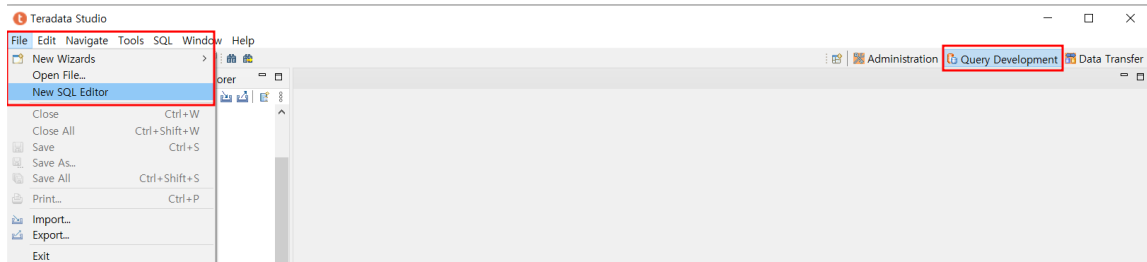 Teradata Studio
File Edit Navigate Tools SQL Window Help
Administration Query Development Data Transfer
New Wizards
Open File...
orer
New SQL Editor
Close Ctrl+W
Close All Ctrl+Shift+W
Save Ctrl+S
Save As...
Save All Ctrl+Shift+S
Print... Ctrl+P
Import...
Export...
Exit